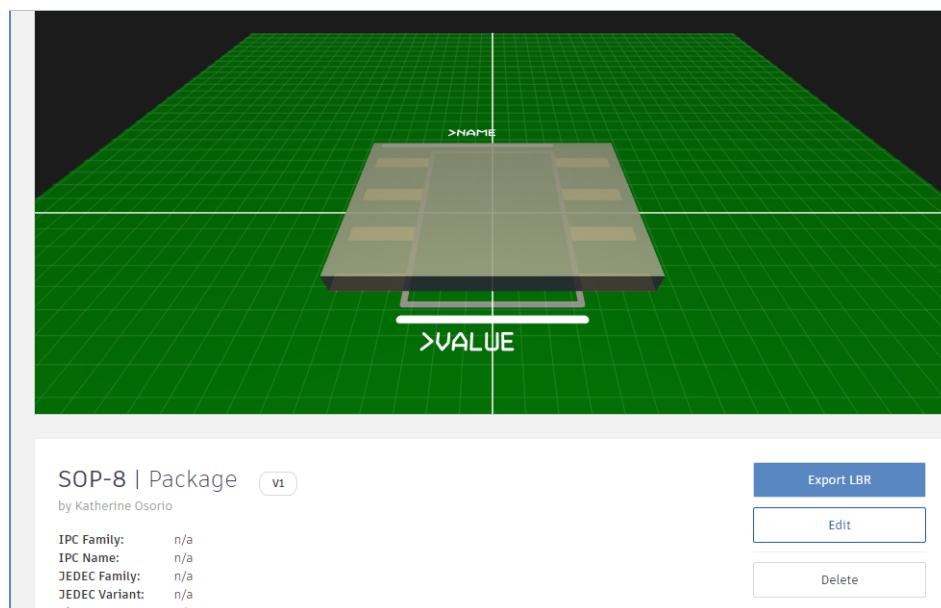 >NAME
>VALUE
SOP-8 | Package V1
by Katherine Osorio
Export LBR
Edit
Delete
IPC Family: n/a
IPC Name: n/a
JEDEC Family: n/a
JEDEC Variant: n/a